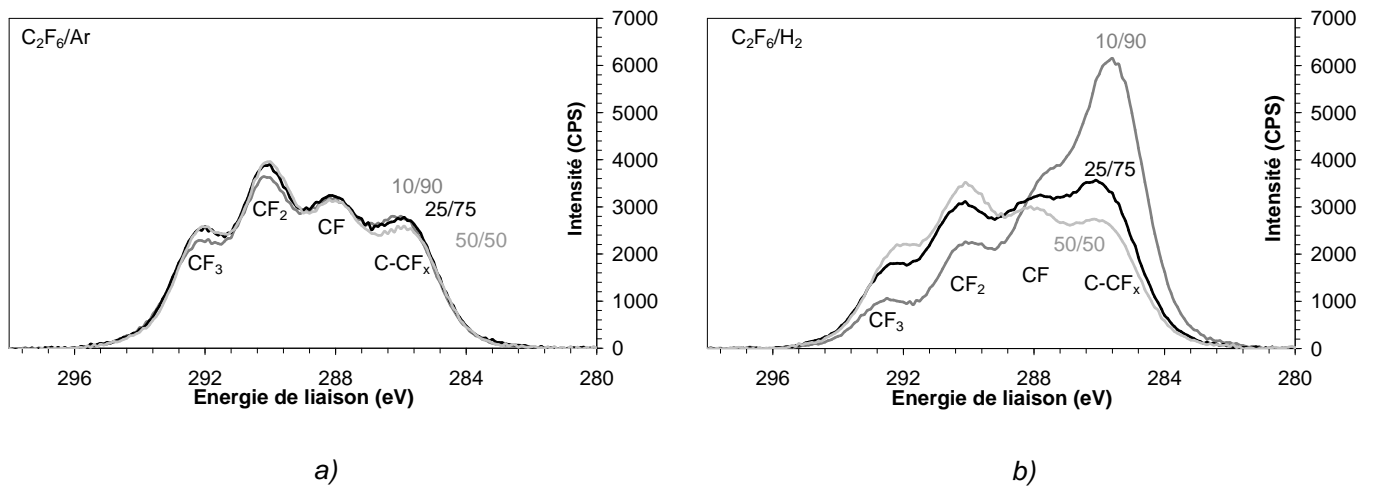 C₂F₆/Ar
7000
6000
5000
4000
3000
2000
1000
0
Intensité (CPS)
10/90
25/75
50/50
CF₃
CF₂
CF
C-CFₓ
296
292
288
284
280
Energie de liaison (eV)
a)
C₂F₆/H₂
7000
6000
5000
4000
3000
2000
1000
0
Intensité (CPS)
10/90
25/75
50/50
CF₃
CF₂
CF
C-CFₓ
296
292
288
284
280
Energie de liaison (eV)
b)